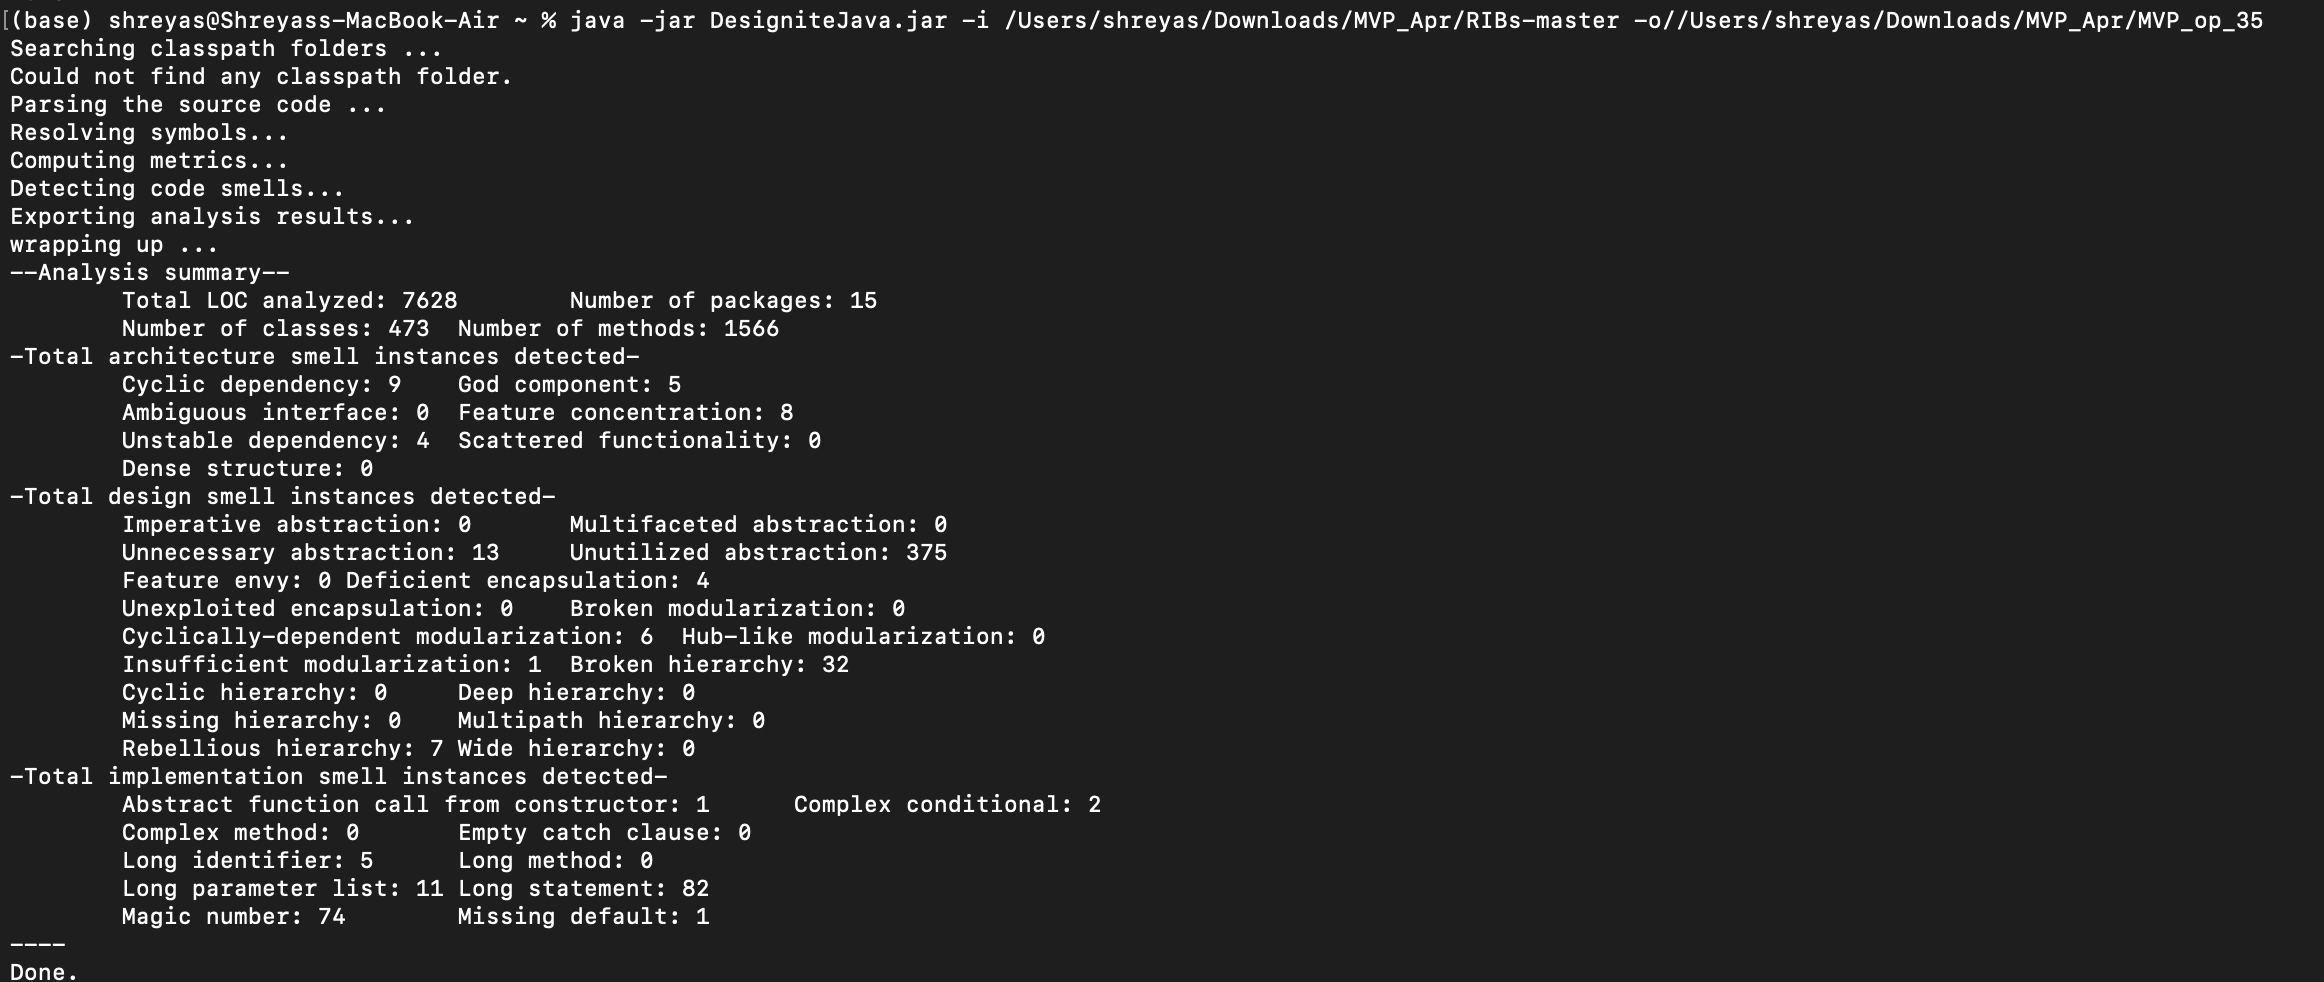 [(base) shreyas@Shreyass-MacBook-Air ~ % java -jar DesigniteJava.jar -i /Users/shreyas/Downloads/MVP_Apr/RIBs-master -o//Users/shreyas/Downloads/MVP_Apr/MVP_op_35
Searching classpath folders ...
Could not find any classpath folder.
Parsing the source code ...
Resolving symbols...
Computing metrics...
Detecting code smells...
Exporting analysis results...
wrapping up ...
--Analysis summary--
Total LOC analyzed: 7628 Number of packages: 15
Number of classes: 473 Number of methods: 1566
-Total architecture smell instances detected-
Cyclic dependency: 9 God component: 5
Ambiguous interface: 0 Feature concentration: 8
Unstable dependency: 4 Scattered functionality: 0
Dense structure: 0
-Total design smell instances detected-
Imperative abstraction: 0 Multifaceted abstraction: 0
Unnecessary abstraction: 13 Unutilized abstraction: 375
Feature envy: 0 Deficient encapsulation: 4
Unexploited encapsulation: 0 Broken modularization: 0
Cyclically-dependent modularization: 6 Hub-like modularization: 0
Insufficient modularization: 1 Broken hierarchy: 32
Cyclic hierarchy: 0 Deep hierarchy: 0
Missing hierarchy: 0 Multipath hierarchy: 0
Rebellious hierarchy: 7 Wide hierarchy: 0
-Total implementation smell instances detected-
Abstract function call from constructor: 1 Complex conditional: 2
Complex method: 0 Empty catch clause: 0
Long identifier: 5 Long method: 0
Long parameter list: 11 Long statement: 82
Magic number: 74 Missing default: 1
----
Done.